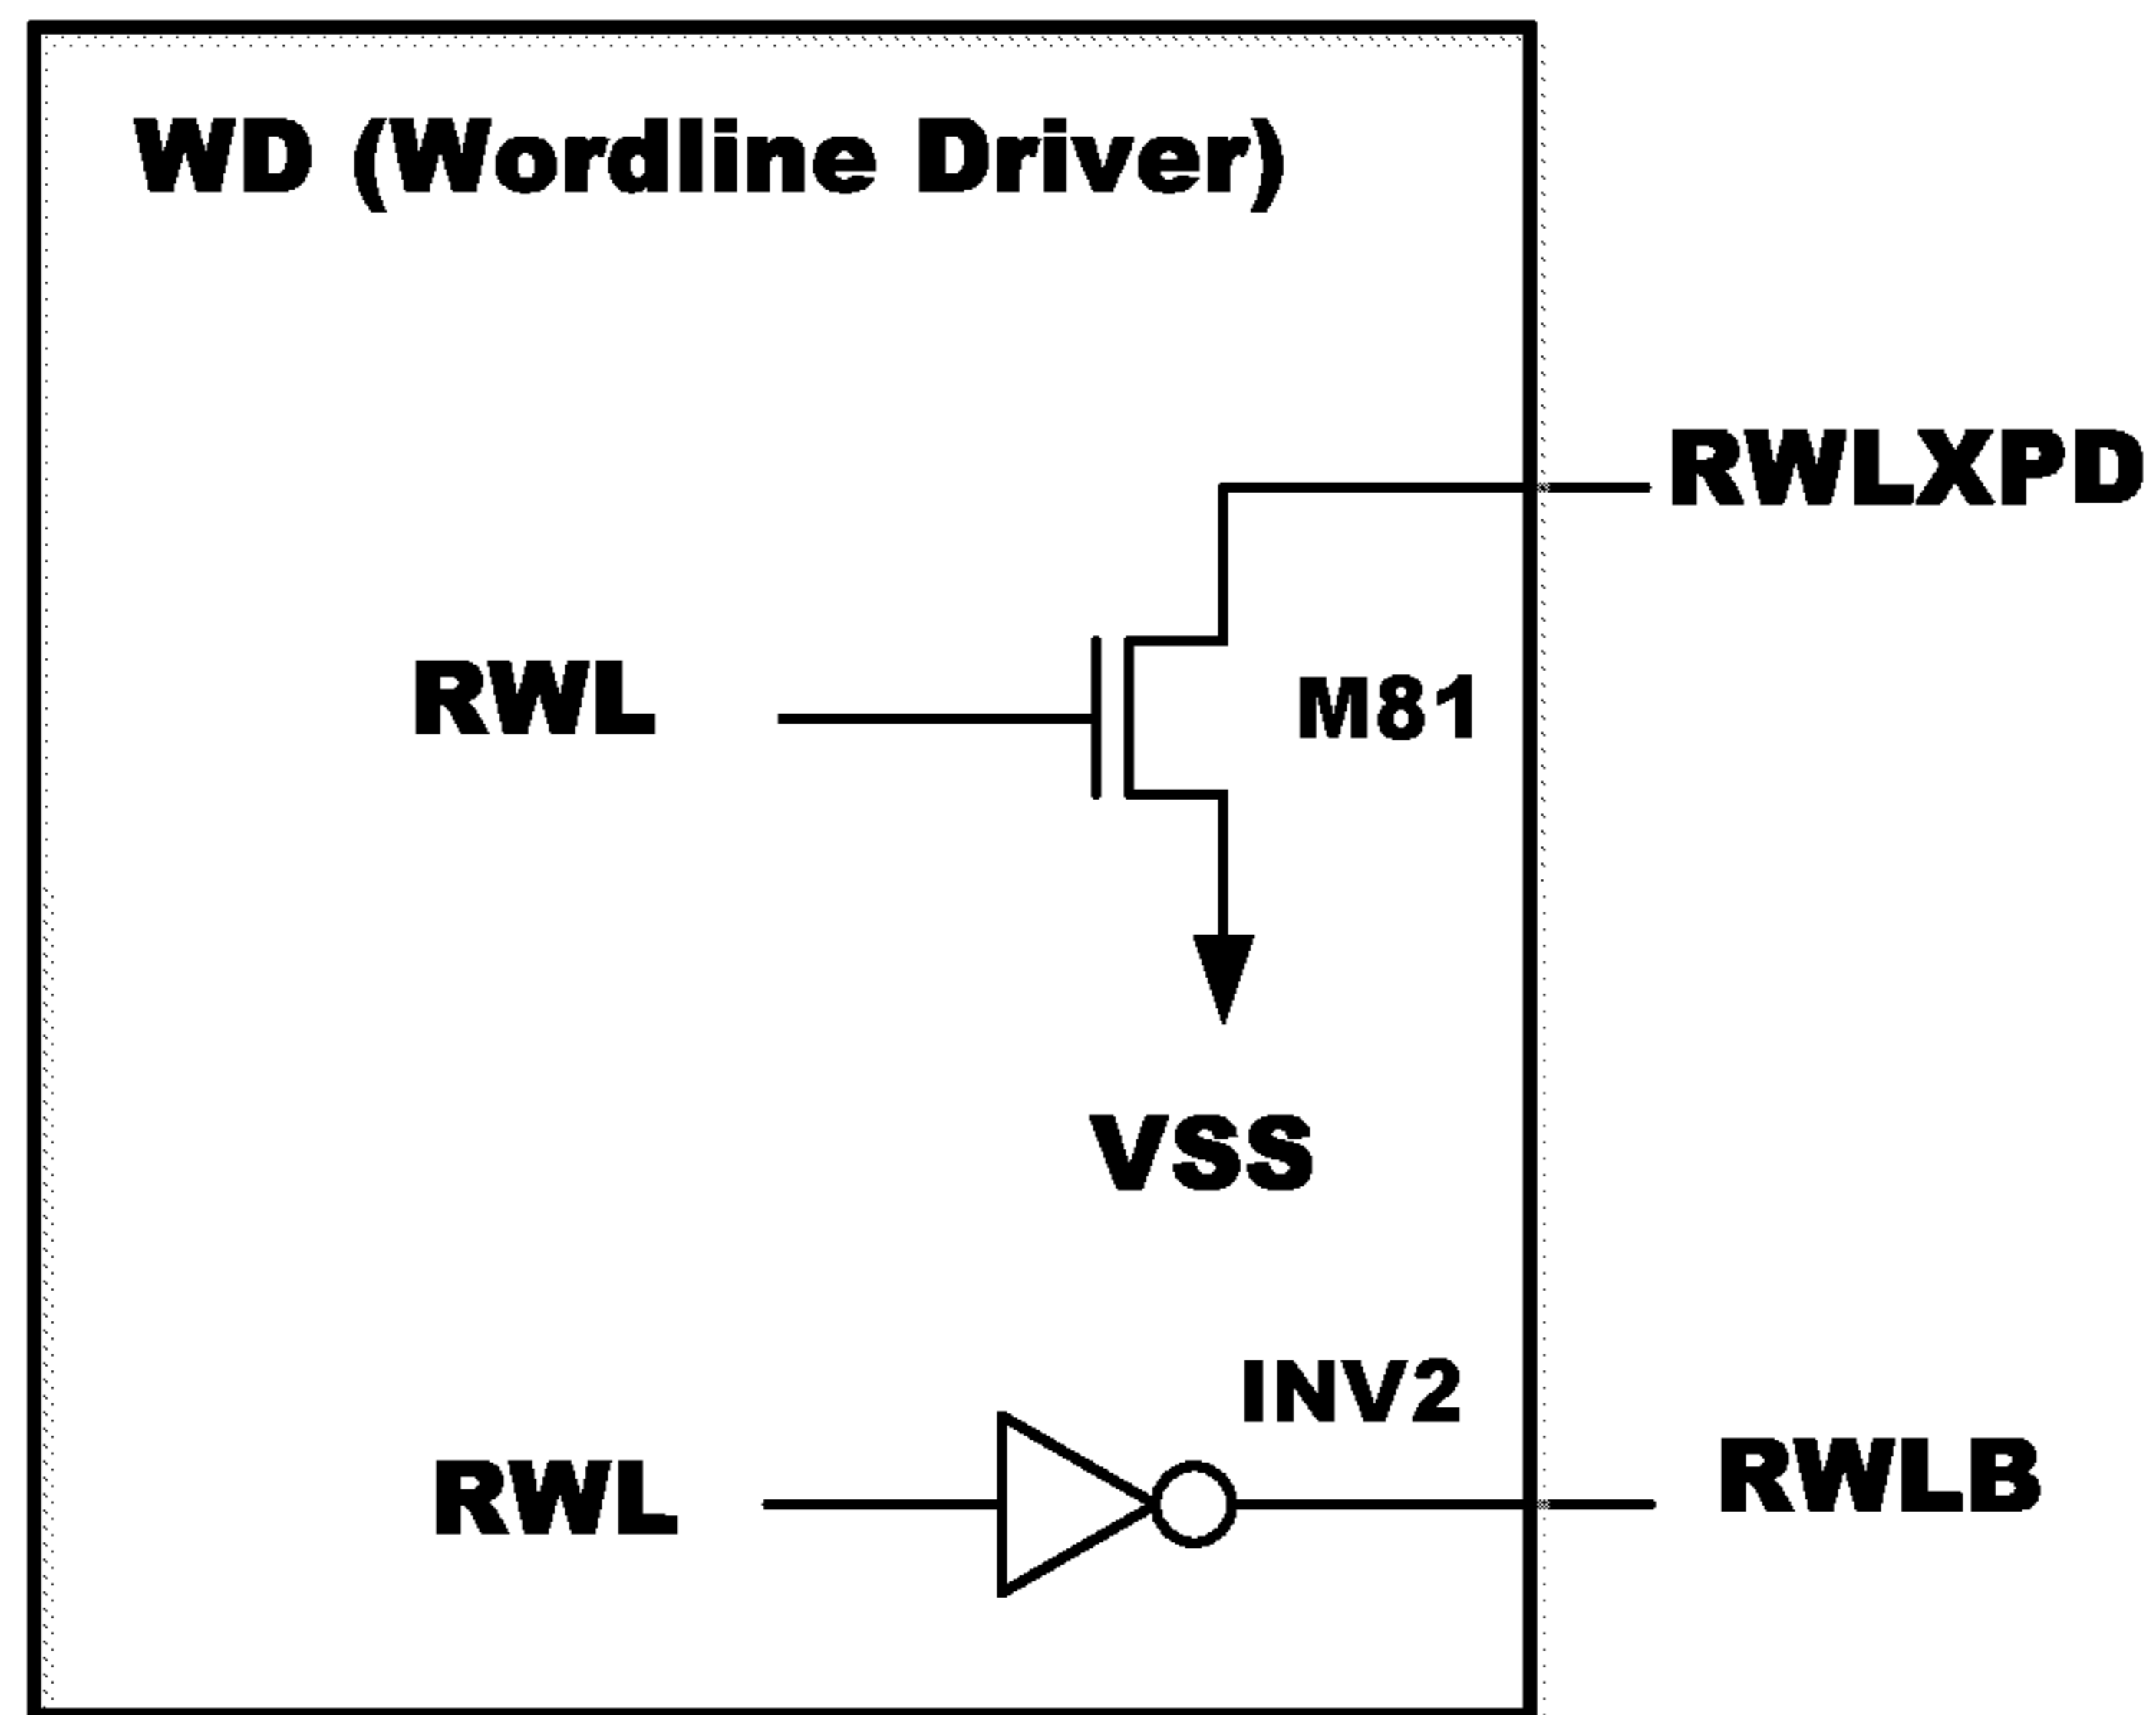 WD (Wordline Driver)
RWLXPD
RWL
M81
VSS
INV2
RWL
RWLB